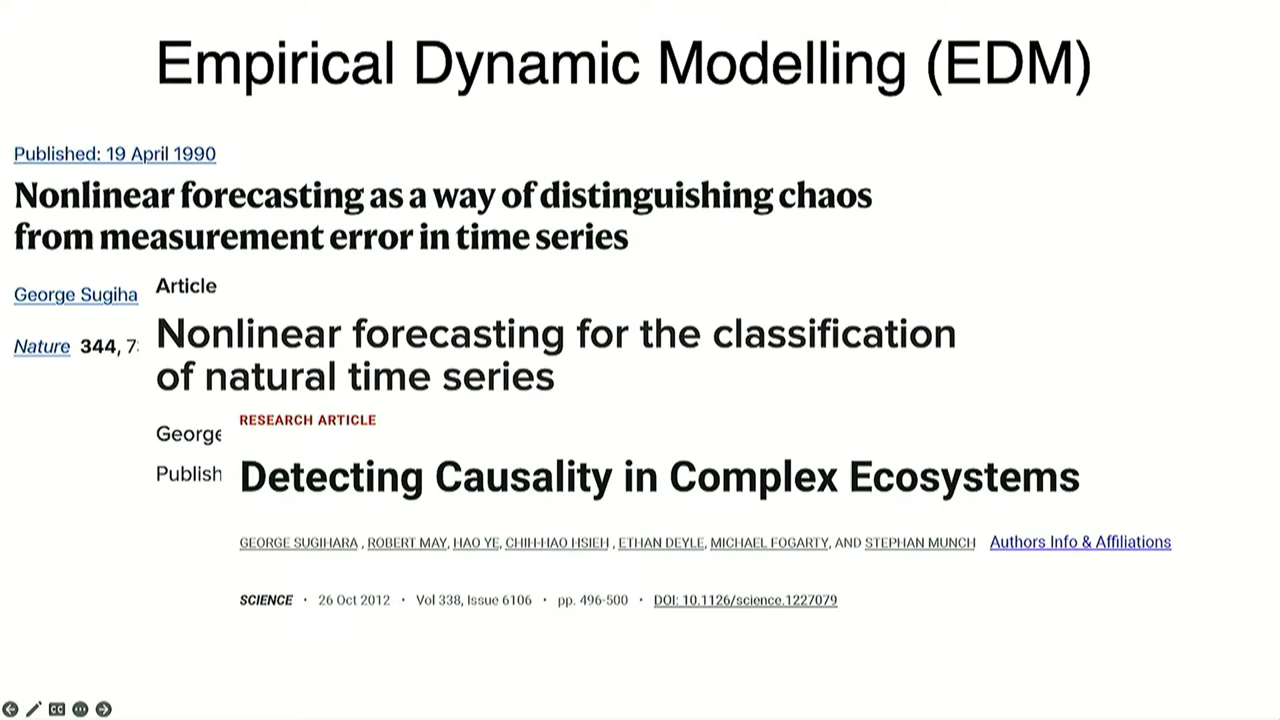 Empirical Dynamic Modelling (EDM)
Published: 19 April 1990
Nonlinear forecasting as a way of distinguishing chaos
from measurement error in time series
George Sugiha
Article
Nature 344, 7
Nonlinear forecasting for the classification
of natural time series
George
Publish
RESEARCH ARTICLE
Detecting Causality in Complex Ecosystems
GEORGE SUGIHARA , ROBERT MAY, HAO YE, CHIH-HAO HSIEH , ETHAN DEYLE, MICHAEL FOGARTY, AND STEPHAN MUNCH Authors Info & Affiliations
SCIENCE · 26 Oct 2012 · Vol 338, Issue 6106 · pp. 496-500 · DOI: 10.1126/science.1227079
CC